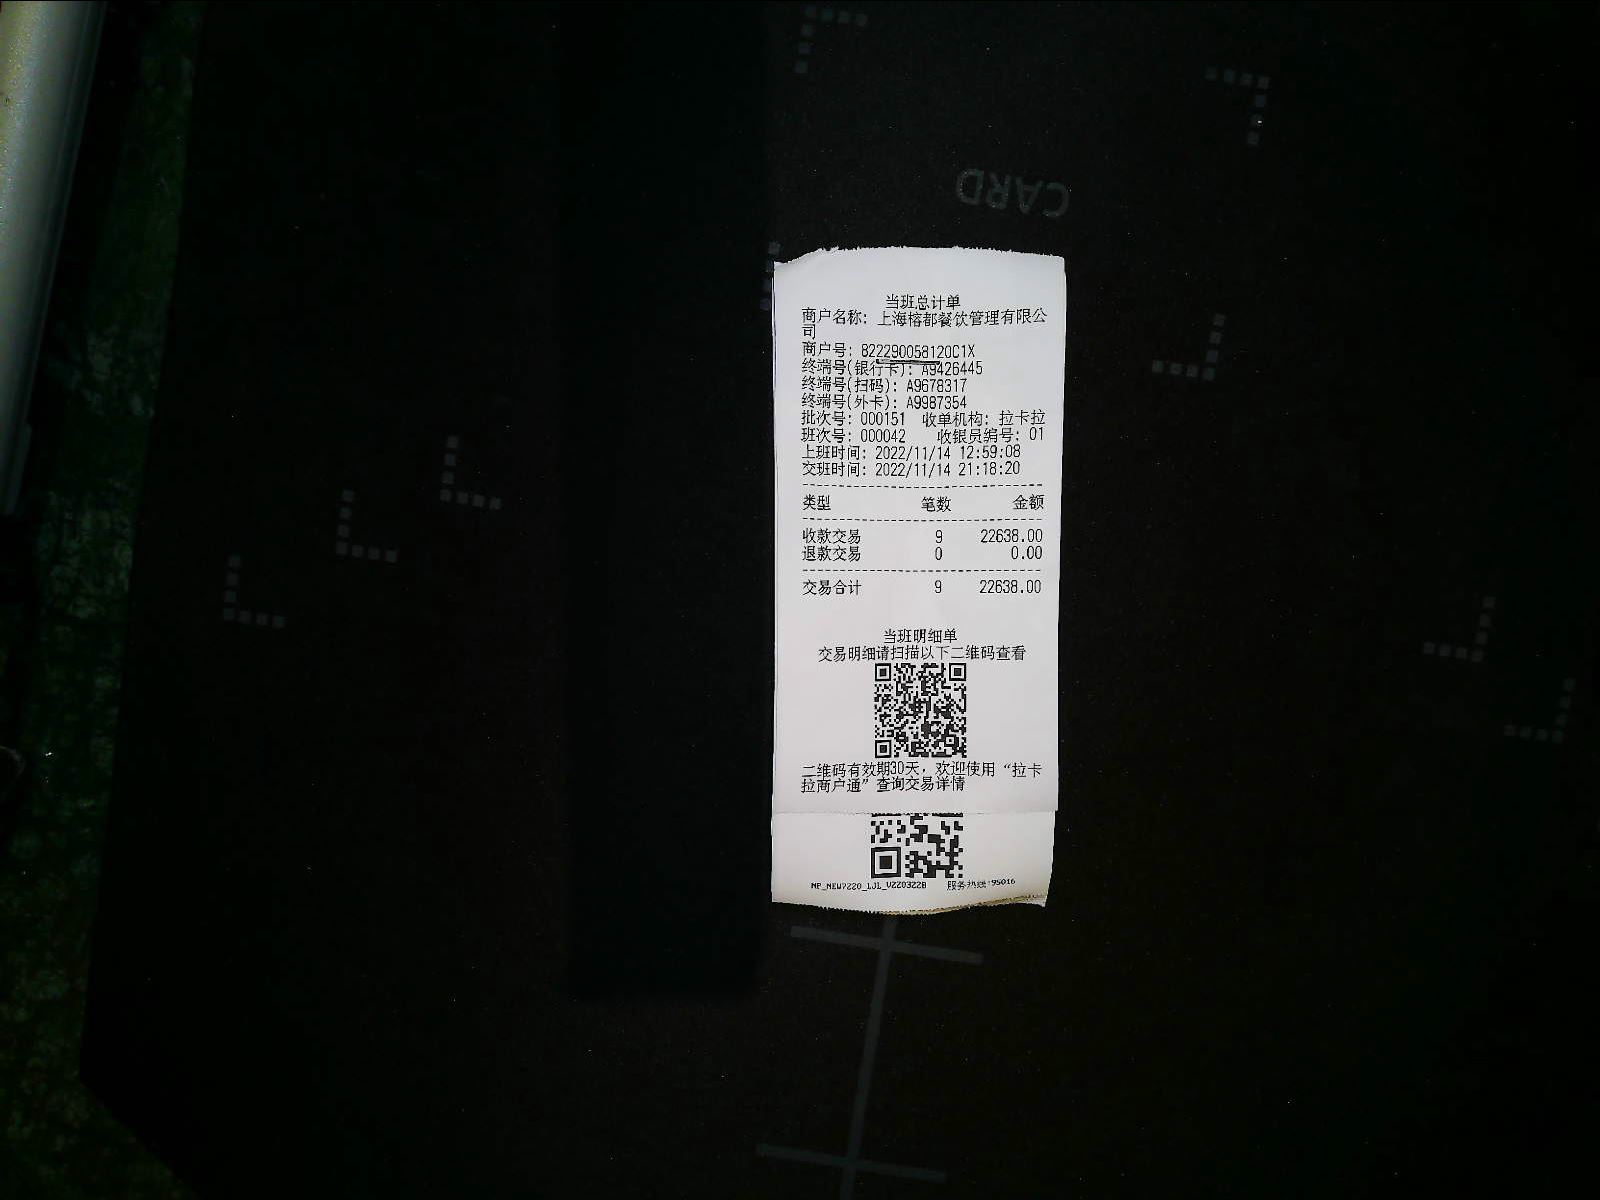 CARD
当班总计单
商户名称: 上海榕都餐饮管理有限公
司
商户号: 822290058120C1X
终端号(银行卡): A9426445
终端号(扫码): A9678317
终端号(外卡): A9987354
批次号: 000151 收单机构: 拉卡拉
班次号: 000042 收银员编号: 01
上班时间: 2022/11/14 12:59:08
交班时间: 2022/11/14 21:18:20
类型 笔数 金额
收款交易 9 22638.00
退款交易 0 0.00
交易合计 9 22638.00
当班明细单
交易明细请扫描以下二维码查看
二维码有效期30天，欢迎使用“拉卡
拉商户通”查询交易详情
NP_NEW7220_LJL_V220322B 服务热线:95016